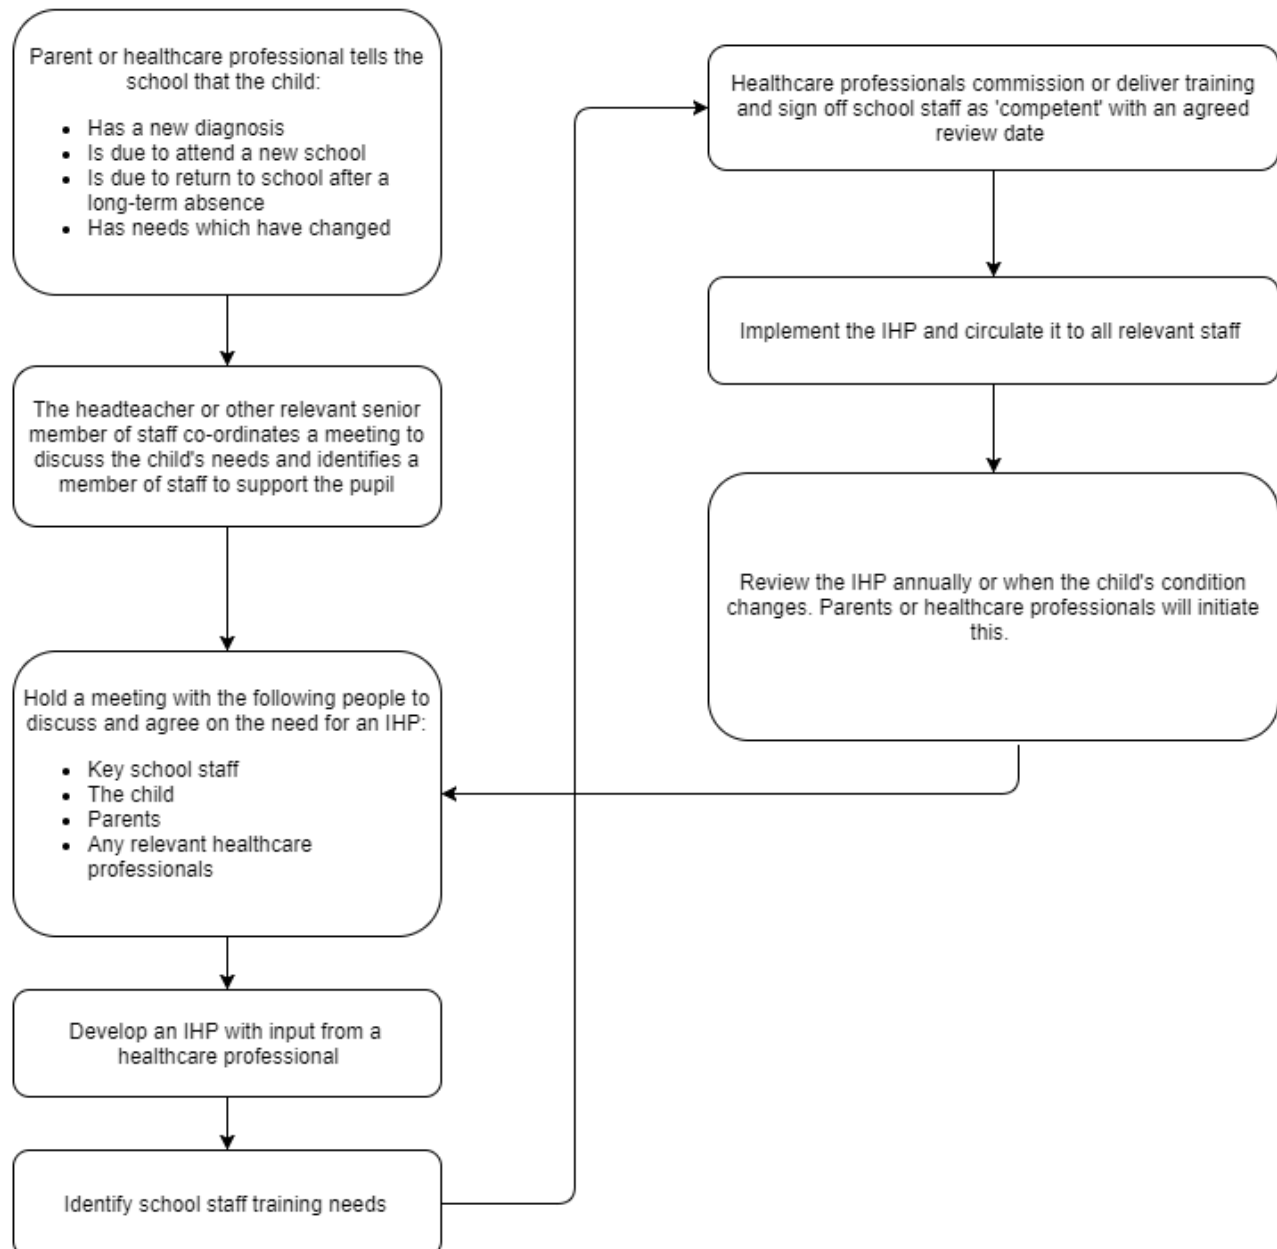 Parent or healthcare professional tells the
school that the child:
• Has a new diagnosis
• Is due to attend a new school
• Is due to return to school after a
long-term absence
• Has needs which have changed
The headteacher or other relevant senior
member of staff co-ordinates a meeting to
discuss the child's needs and identifies a
member of staff to support the pupil
Hold a meeting with the following people to
discuss and agree on the need for an IHP:
• Key school staff
• The child
• Parents
• Any relevant healthcare
professionals
Develop an IHP with input from a
healthcare professional
Identify school staff training needs
Healthcare professionals commission or deliver training
and sign off school staff as 'competent' with an agreed
review date
Implement the IHP and circulate it to all relevant staff
Review the IHP annually or when the child's condition
changes. Parents or healthcare professionals will initiate
this.